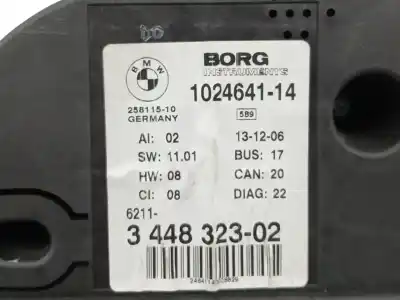 BMW
BORG
INSTRUMENTS
1024641-14
258115-10
GERMANY
589
AI: 02 13-12-06
SW: 11.01 BUS: 17
HW: 08 CAN: 20
CI: 08 DIAG: 22
6211-
3 448 323-02